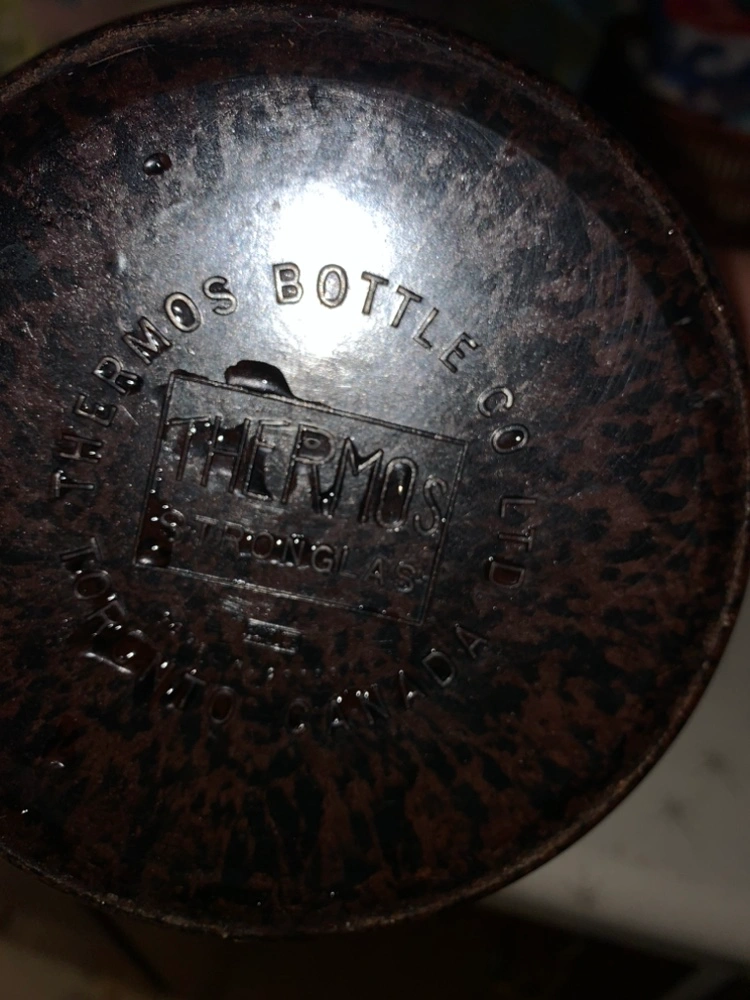 THERMOS BOTTLE CO LTD
THERMOS
STRONGLAS
TORONTO CANADA